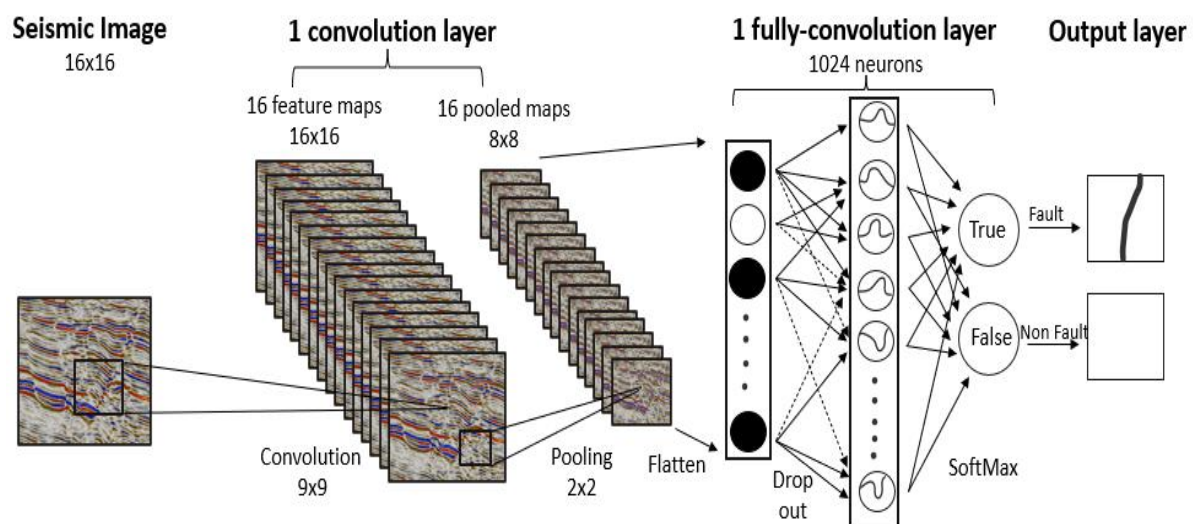 Seismic Image
16x16
1 convolution layer
16 feature maps
16x16
16 pooled maps
8x8
1 fully-convolution layer
1024 neurons
Output layer
True
Fault
False
Non Fault
Convolution
9x9
Pooling
2x2
Flatten
Drop
out
SoftMax